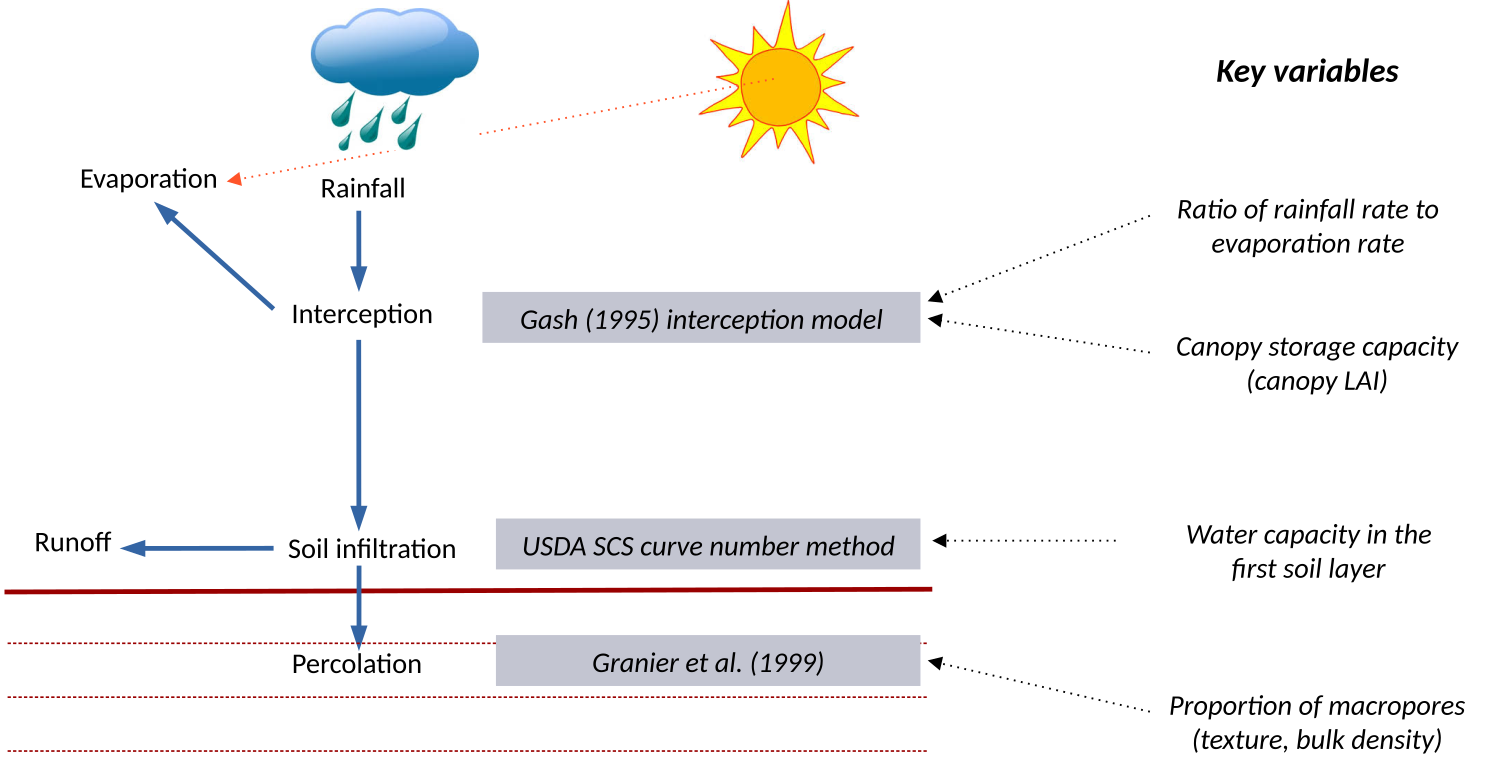 Key variables
Evaporation
Rainfall
Ratio of rainfall rate to
evaporation rate
Interception
Gash (1995) interception model
Canopy storage capacity
(canopy LAI)
Runoff
Soil infiltration
USDA SCS curve number method
Water capacity in the
first soil layer
Percolation
Granier et al. (1999)
Proportion of macropores
(texture, bulk density)